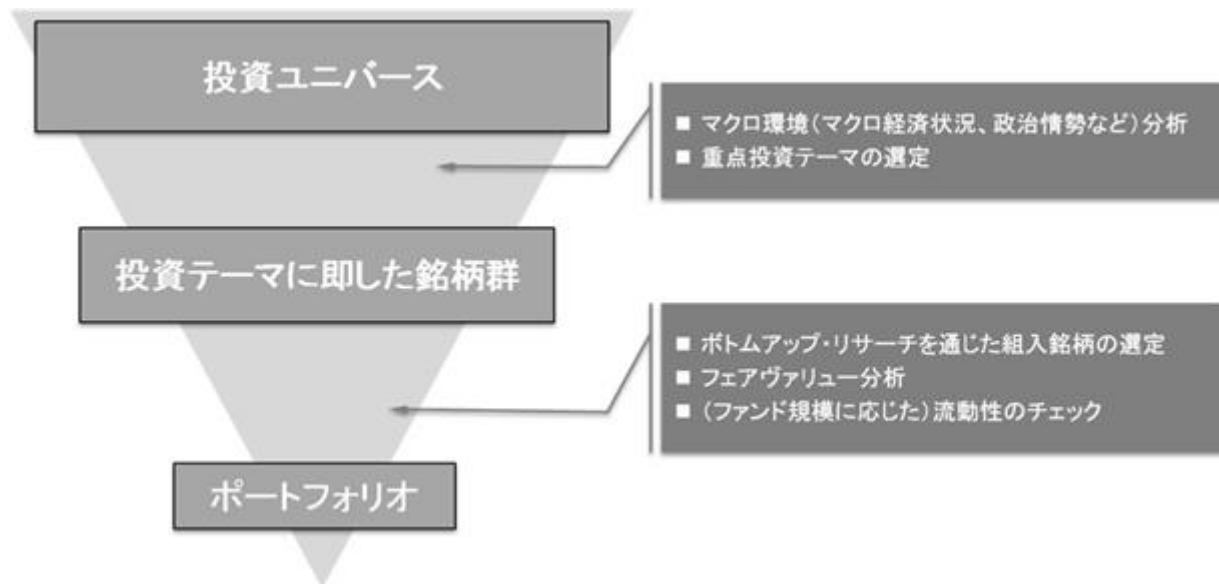 投資ユニバース
■ マクロ環境(マクロ経済状況、政治情勢など)分析
■ 重点投資テーマの選定
投資テーマに即した銘柄群
■ ボトムアップ・リサーチを通じた組入銘柄の選定
■ フェアヴァリュー分析
■ (ファンド規模に応じた)流動性のチェック
ポートフォリオ